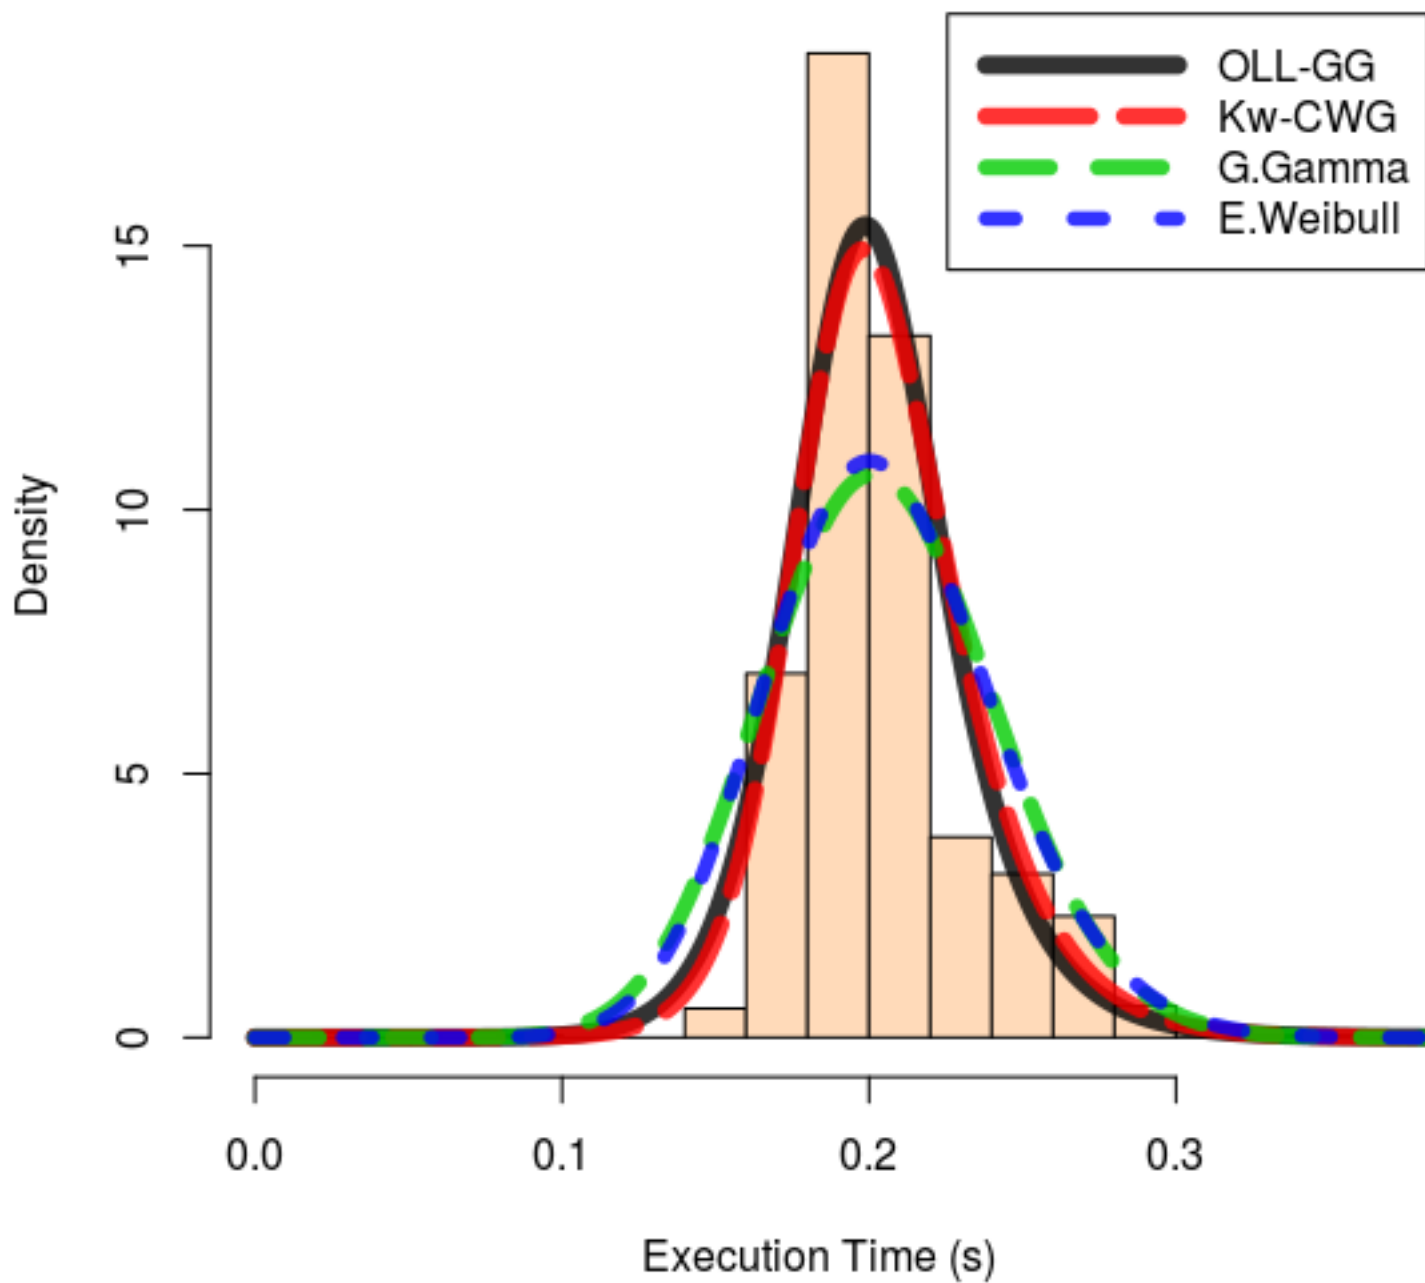 OLL-GG
Kw-CWG
G.Gamma
E.Weibull
Density
15
10
5
0
0.0 0.1 0.2 0.3
Execution Time (s)